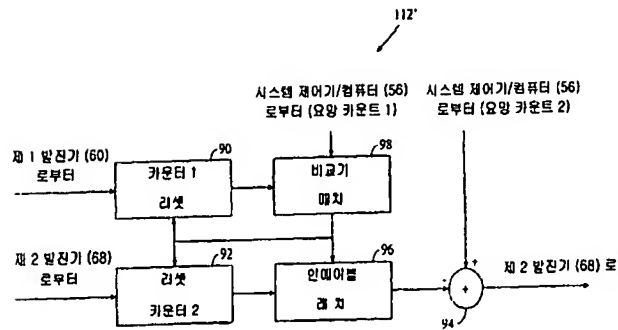 112'
시스템 제어기/컴퓨터 (56)
로부터 (요망 카운트 1)
시스템 제어기/컴퓨터 (56)
로부터 (요망 카운트 2)
제 1 발진기 (60)
로부터
90
카운터 1
리셋
98
비교기
매치
제 2 발진기 (68)
로부터
92
리셋
카운터 2
96
인에이블
래치
-
+
+
94
제 2 발진기 (68) 로